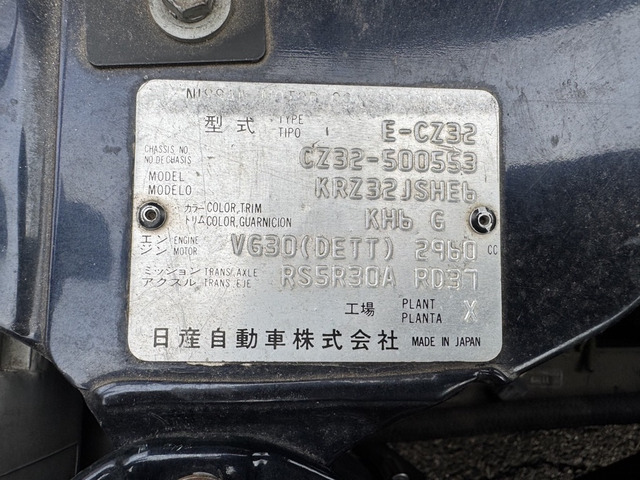 型式 TYPE TIPO E-CZ32
CHASSIS NO. NO.DE CHASIS CZ32-500553
MODEL MODELO KRZ32JSHE6
カラー COLOR,TRIM トリム COLOR,GUARNICION KH6 G
エンジン ENGINE MOTOR VG30(DETT) 2960 CC
ミッション TRANS.AXLE アクスル TRANS.EJE RS5R30A RD37
工場 PLANT PLANTA X
日産自動車株式会社 MADE IN JAPAN